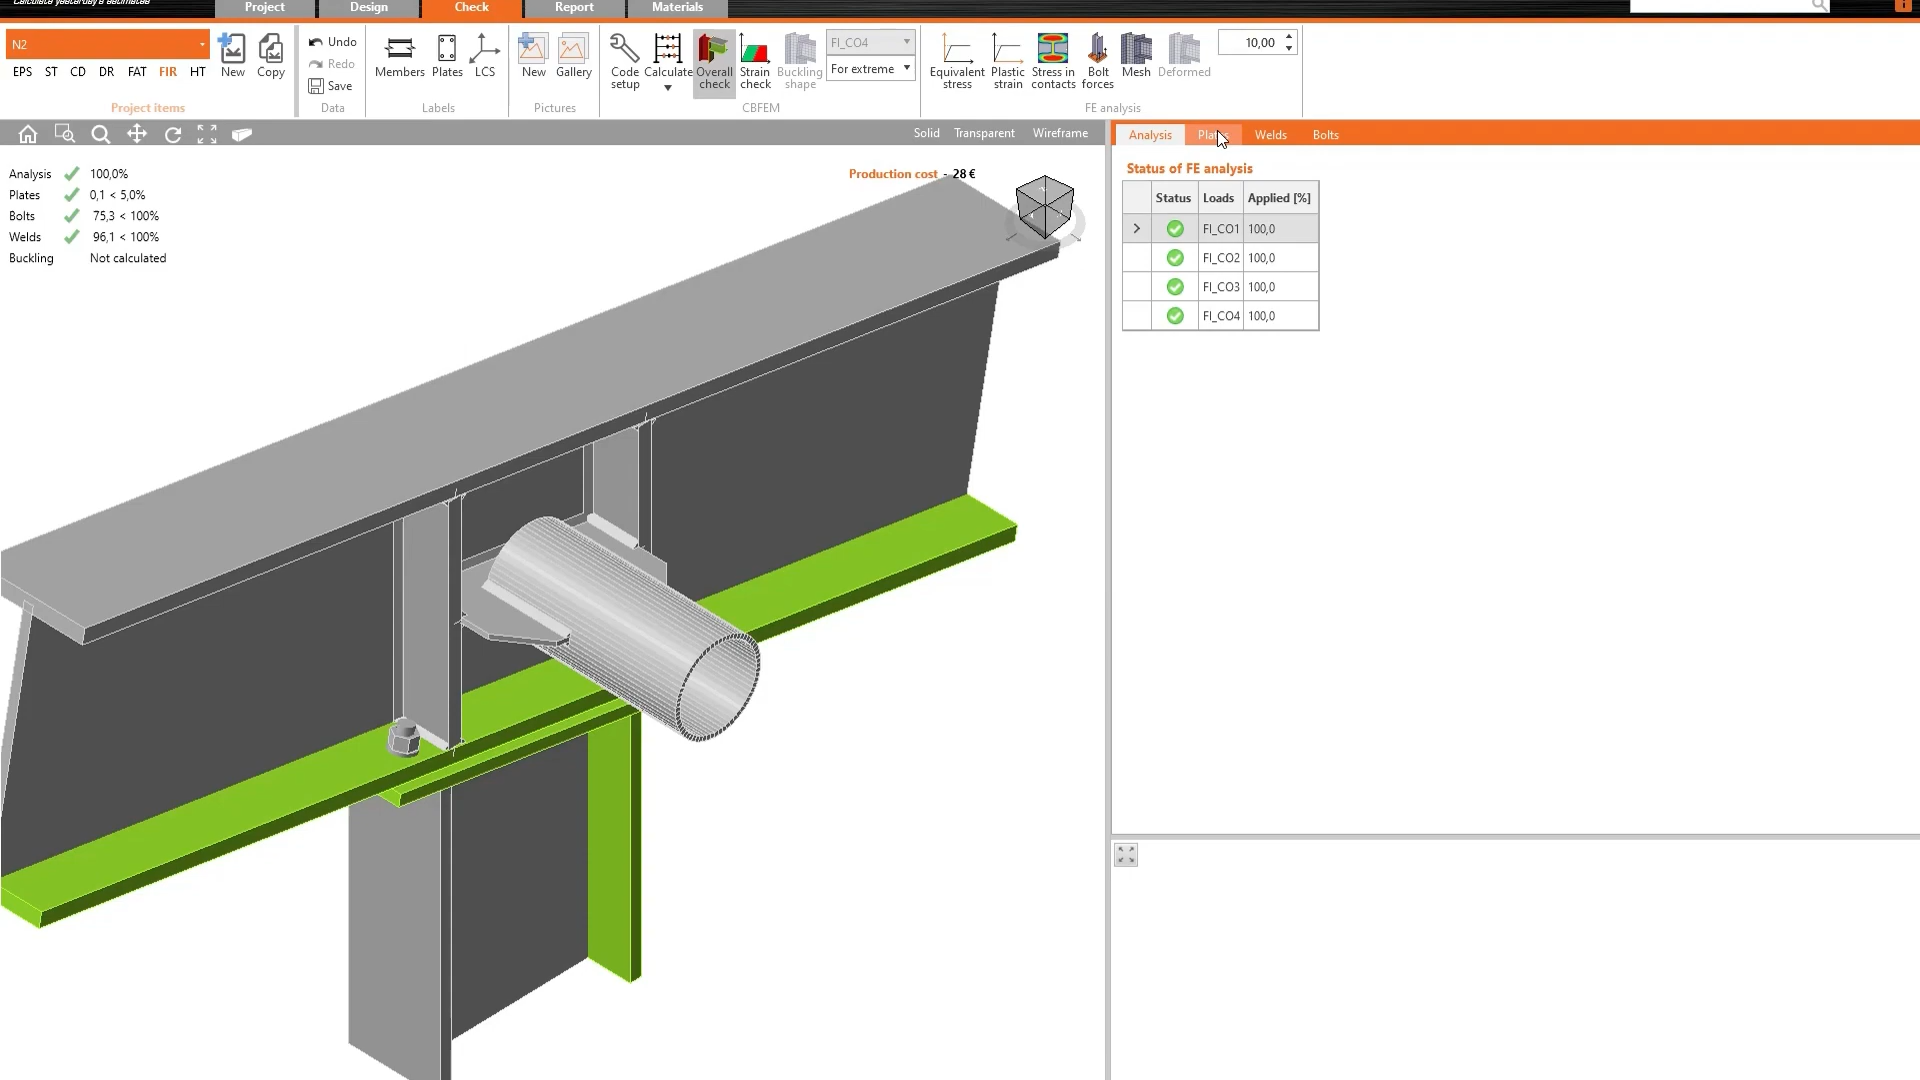 Calculate yesterday's estimates
Project
Design
Check
Report
Materials
N2
EPS ST CD DR FAT FIR HT
New
Copy
Project items
Undo
Redo
Save
Data
Members
Plates
LCS
Labels
New
Gallery
Pictures
Code setup
Calculate
Overall check
Strain check
Buckling shape
FI_CO4
For extreme
CBFEM
Equivalent stress
Plastic strain
Stress in contacts
Bolt forces
Mesh
Deformed
10,00
FE analysis
Solid Transparent Wireframe
Analysis 100,0%
Plates 0,1 < 5,0%
Bolts 75,3 < 100%
Welds 96,1 < 100%
Buckling Not calculated
Production cost - 28 €
Analysis Plates Welds Bolts
Status of FE analysis
Status Loads Applied [%]
FI_CO1 100,0
FI_CO2 100,0
FI_CO3 100,0
FI_CO4 100,0